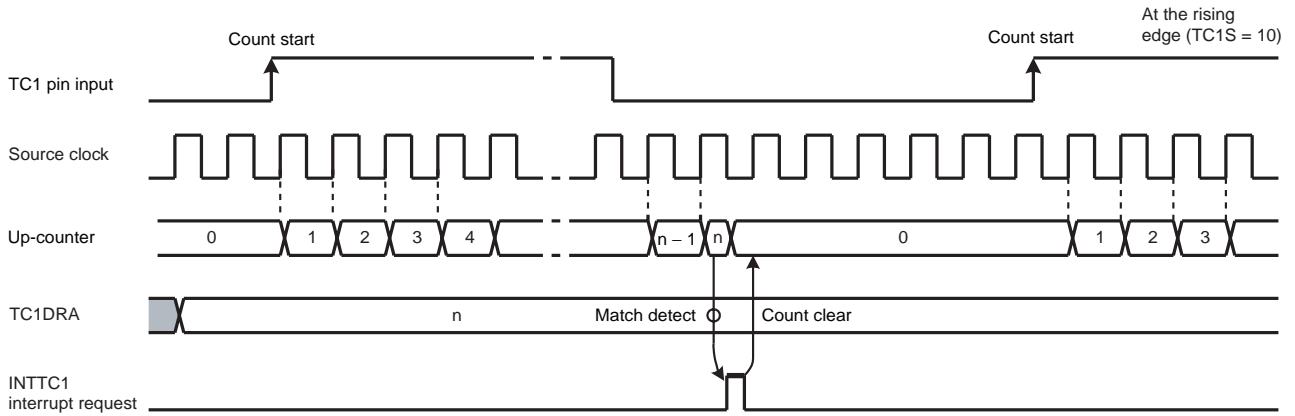 At the rising
edge (TC1S = 10)
Count start
Count start
TC1 pin input
Source clock
Up-counter
0
1
2
3
4
n – 1
n
0
1
2
3
TC1DRA
n
Match detect
Count clear
INTTC1
interrupt request